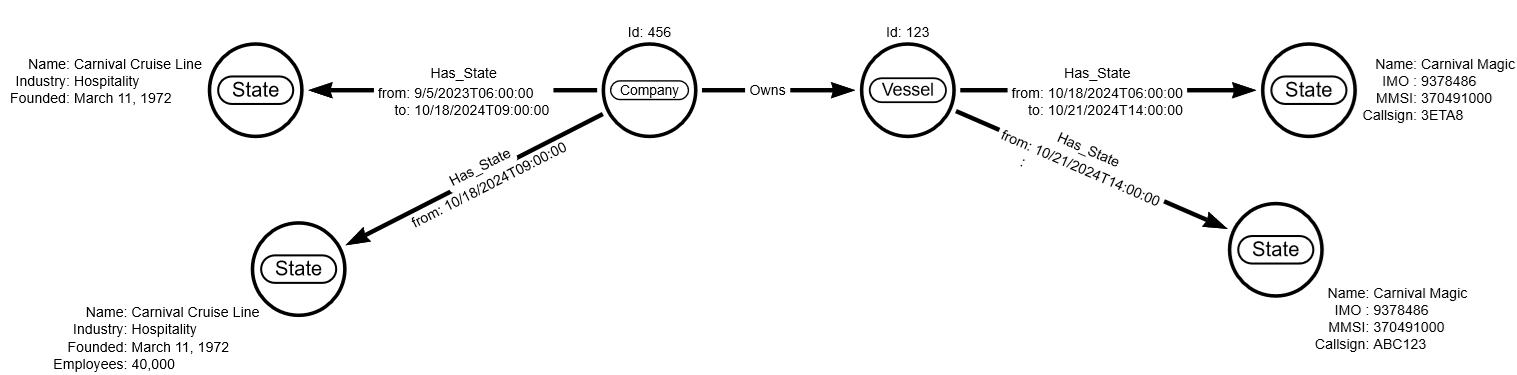 Id: 456
Id: 123
Name: Carnival Cruise Line
Industry: Hospitality
Founded: March 11, 1972
State
Has_State
from: 9/5/2023T06:00:00
to: 10/18/2024T09:00:00
Company
Owns
Vessel
Has_State
from: 10/18/2024T06:00:00
to: 10/21/2024T14:00:00
State
Name: Carnival Magic
IMO : 9378486
MMSI: 370491000
Callsign: 3ETA8
Has_State
from: 10/18/2024T09:00:00
Has_State
from: 10/21/2024T14:00:00
:
State
Name: Carnival Cruise Line
Industry: Hospitality
Founded: March 11, 1972
Employees: 40,000
State
Name: Carnival Magic
IMO : 9378486
MMSI: 370491000
Callsign: ABC123